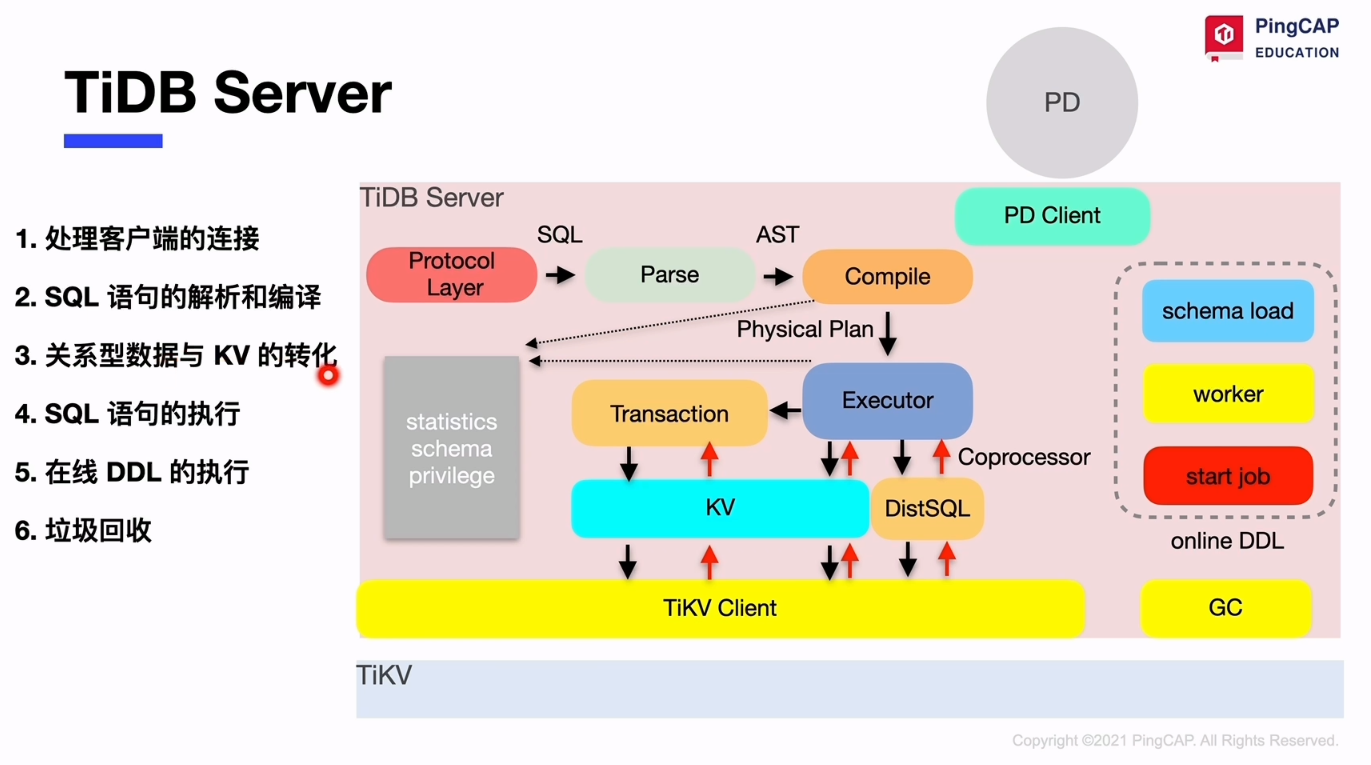 PingCAP
EDUCATION
TiDB Server
1. 处理客户端的连接
2. SQL 语句的解析和编译
3. 关系型数据与 KV 的转化
4. SQL 语句的执行
5. 在线 DDL 的执行
6. 垃圾回收
PD
TiDB Server
PD Client
SQL
AST
Protocol
Layer
Parse
Compile
Physical Plan
schema load
worker
start job
online DDL
statistics
schema
privilege
Transaction
Executor
Coprocessor
KV
DistSQL
TiKV Client
GC
TiKV
Copyright ©2021 PingCAP. All Rights Reserved.